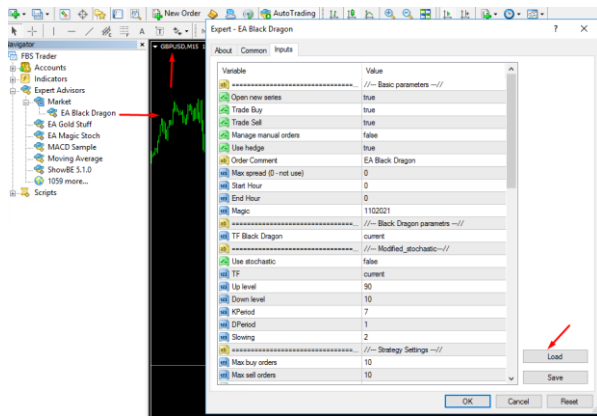 New Order
AutoTrading
Navigator
FBS Trader
Accounts
Indicators
Expert Advisors
Market
EA Black Dragon
EA Gold Stuff
EA Magic Stoch
MACD Sample
Moving Average
ShowBE 5.1.0
1059 more...
Scripts
GBPUSD,M15
Expert - EA Black Dragon
About Common Inputs
Variable Value
//--- Basic parameters ---//
Open new series true
Trade Buy true
Trade Sell true
Manage manual orders false
Use hedge true
Order Comment EA Black Dragon
Max spread (0 - not use) 0
Start Hour 0
End Hour 0
Magic 1102021
//--- Black Dragon parametrs ---//
TF Black Dragon current
//--- Modified_stochastic---//
Use stochastic false
TF current
Up level 90
Down level 10
KPeriod 7
DPeriod 1
Slowing 2
//--- Strategy Settings ---//
Max buy orders 10
Max sell orders 10
Load
Save
OK Cancel Reset